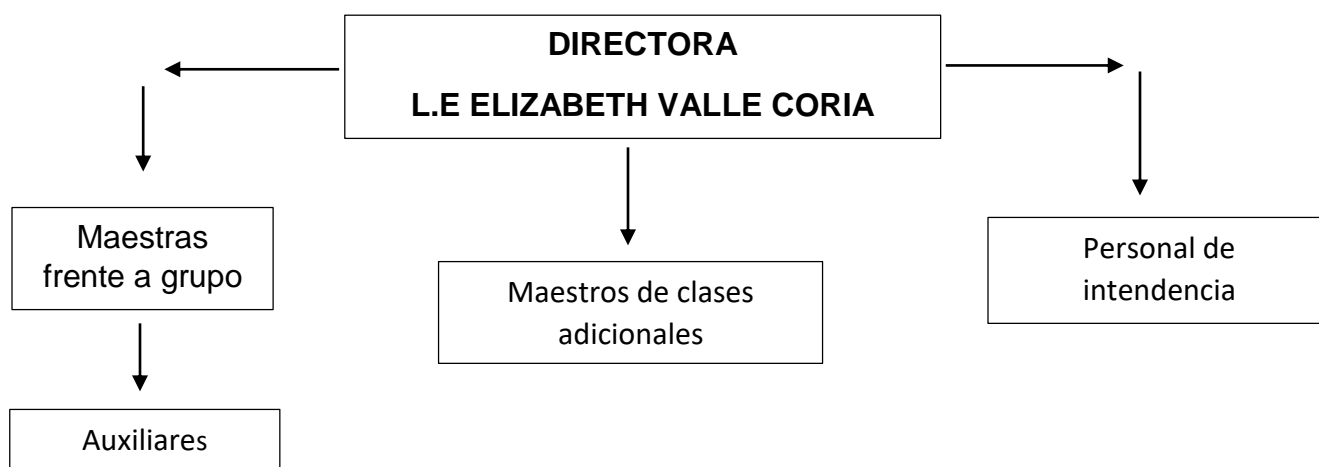 DIRECTORA
L.E ELIZABETH VALLE CORIA
Maestras
frente a grupo
Maestros de clases
adicionales
Personal de
intendencia
Auxiliares